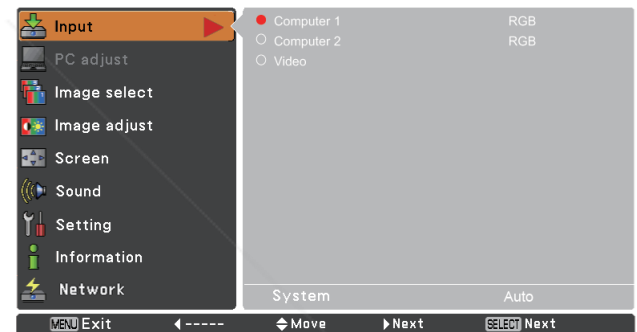 Input
PC adjust
Image select
Image adjust
Screen
Sound
Setting
Information
Network
Computer 1 RGB
Computer 2 RGB
Video
System Auto
MENU Exit ----- Move Next SELECT Next